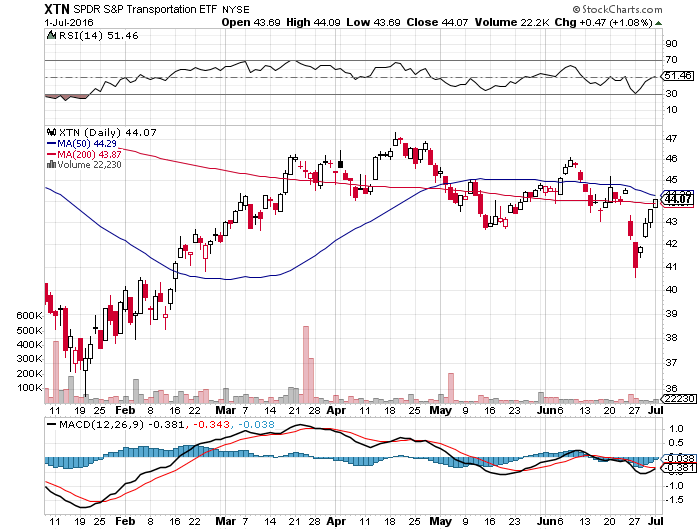 XTN SPDR S&P Transportation ETF NYSE © StockCharts.com
1-Jul-2016 Open 43.69 High 44.09 Low 43.69 Close 44.07 Volume 22.2K Chg +0.47 (+1.08%)
RSI(14) 51.46
90
70
51.46
30
10
XTN (Daily) 44.07
MA(50) 44.29
MA(200) 43.87
Volume 22,230
47
46
45
44.07
43
42
41
40
39
38
37
36
600K
500K
400K
300K
200K
100K
22230
11 19 25 Feb 8 16 22 Mar 7 14 21 28 Apr 11 18 25 May 9 16 23 Jun 6 13 20 27 Jul
MACD(12,26,9) -0.381, -0.343, -0.038
1.0
0.5
-0.038
-0.381
-1.0
-1.5
11 19 25 Feb 8 16 22 Mar 7 14 21 28 Apr 11 18 25 May 9 16 23 Jun 6 13 20 27 Jul